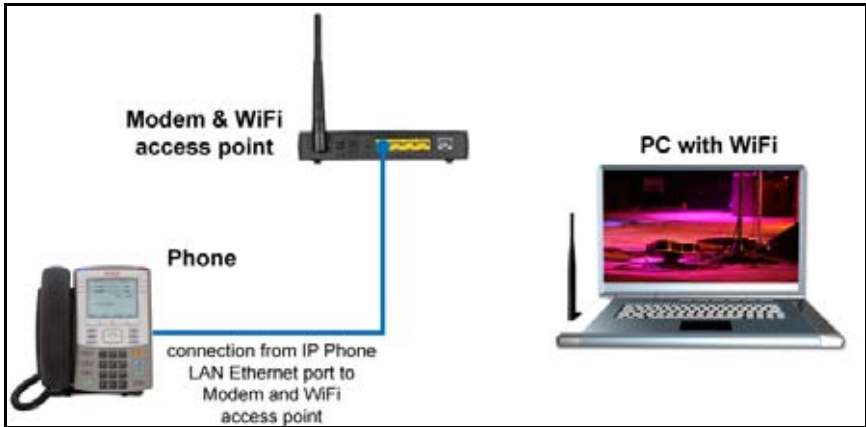 Modem & WiFi
access point
PC with WiFi
Phone
connection from IP Phone
LAN Ethernet port to
Modem and WiFi
access point